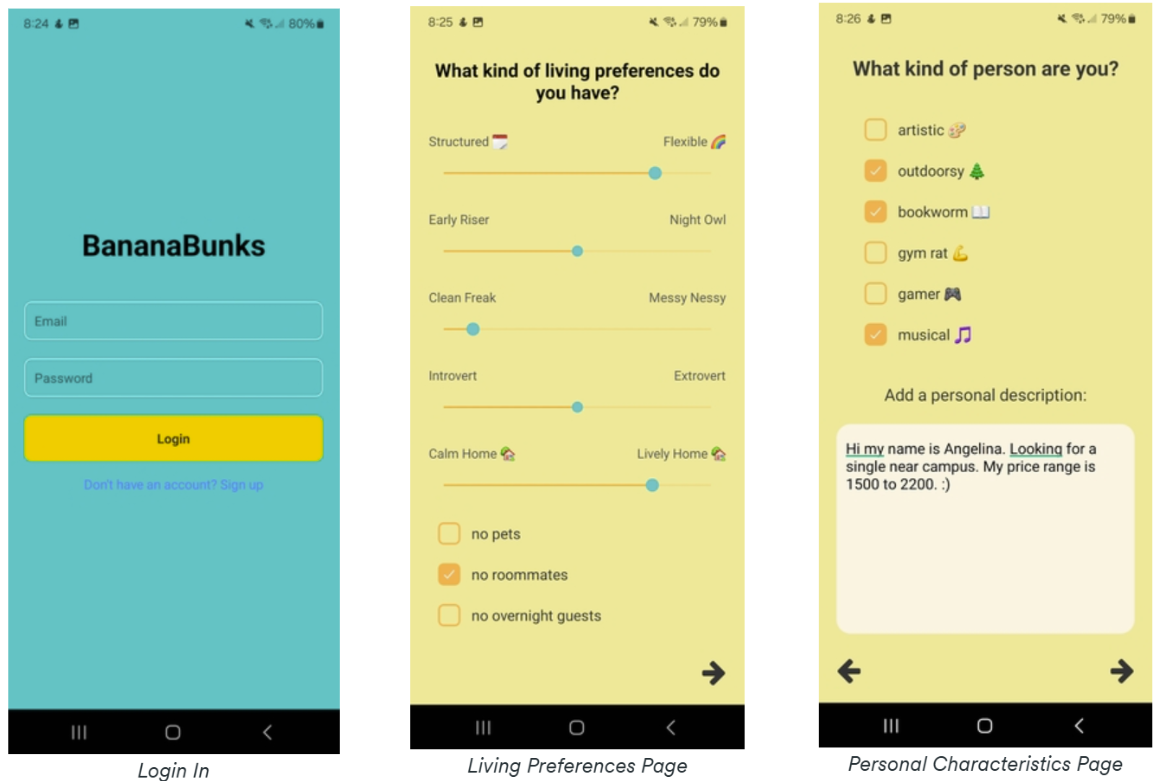 8:24 80%
BananaBunks
Email
Password
Login
Don't have an account? Sign up
Login In
8:25 79%
What kind of living preferences do
you have?
Structured Flexible
Early Riser Night Owl
Clean Freak Messy Nessy
Introvert Extrovert
Calm Home Lively Home
no pets
no roommates
no overnight guests
Living Preferences Page
8:26 79%
What kind of person are you?
artistic
outdoorsy
bookworm
gym rat
gamer
musical
Add a personal description:
Hi my name is Angelina. Looking for a
single near campus. My price range is
1500 to 2200. :)
Personal Characteristics Page